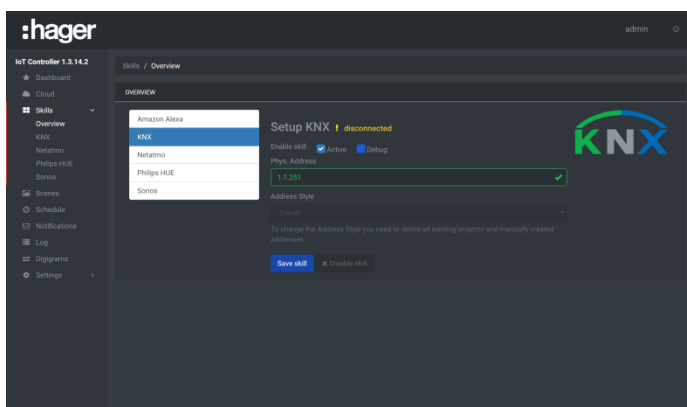 :hager
admin
IoT Controller 1.3.14.2
Dashboard
Cloud
Skills
Overview
KNX
Netatmo
Philips HUE
Sonos
Scenes
Schedule
Notifications
Log
Digigrams
Settings
Skills / Overview
OVERVIEW
Amazon Alexa
KNX
Netatmo
Philips HUE
Sonos
Setup KNX ! disconnected
Enable skill Active Debug
Phys. Address
1.1.251
Address Style
3-level
To change the Address Style you need to delete all existing projects and manually created
addresses.
Save skill Disable skill
KNX